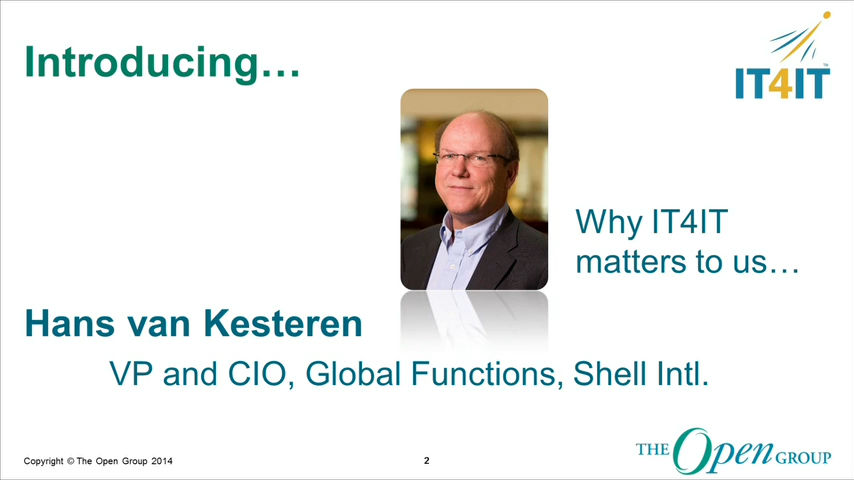 Introducing…
IT4IT™
Why IT4IT
matters to us…
Hans van Kesteren
VP and CIO, Global Functions, Shell Intl.
Copyright © The Open Group 2014
2
THE Open GROUP